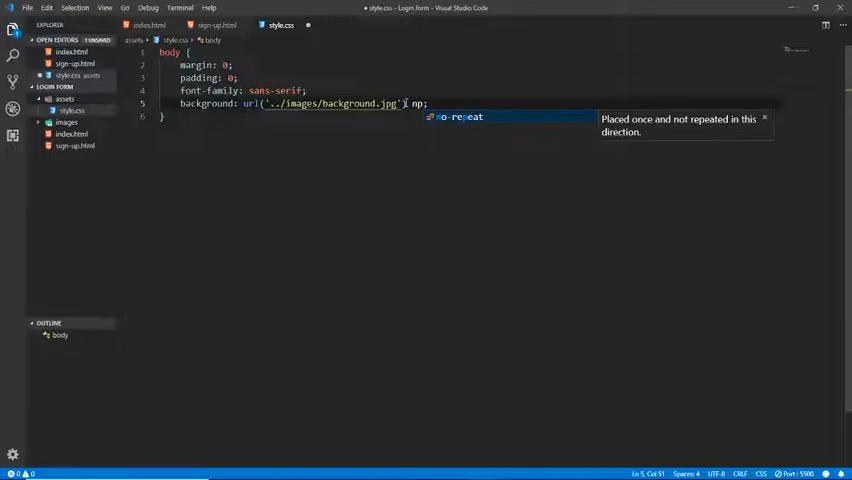 File Edit Selection View Go Debug Terminal Help
● style.css - Login form - Visual Studio Code
EXPLORER
index.html
sign-up.html
style.css ●
OPEN EDITORS 1 UNSAVED
index.html
sign-up.html
● style.css assets
LOGIN FORM
assets
style.css
images
index.html
sign-up.html
OUTLINE
body
assets › style.css › body
1 body {
2 margin: 0;
3 padding: 0;
4 font-family: sans-serif;
5 background: url('../images/background.jpg') np;
6 }
no-repeat
Placed once and not repeated in this
direction.
0 0
Ln 5, Col 51 Spaces: 4 UTF-8 CRLF CSS Port : 5500